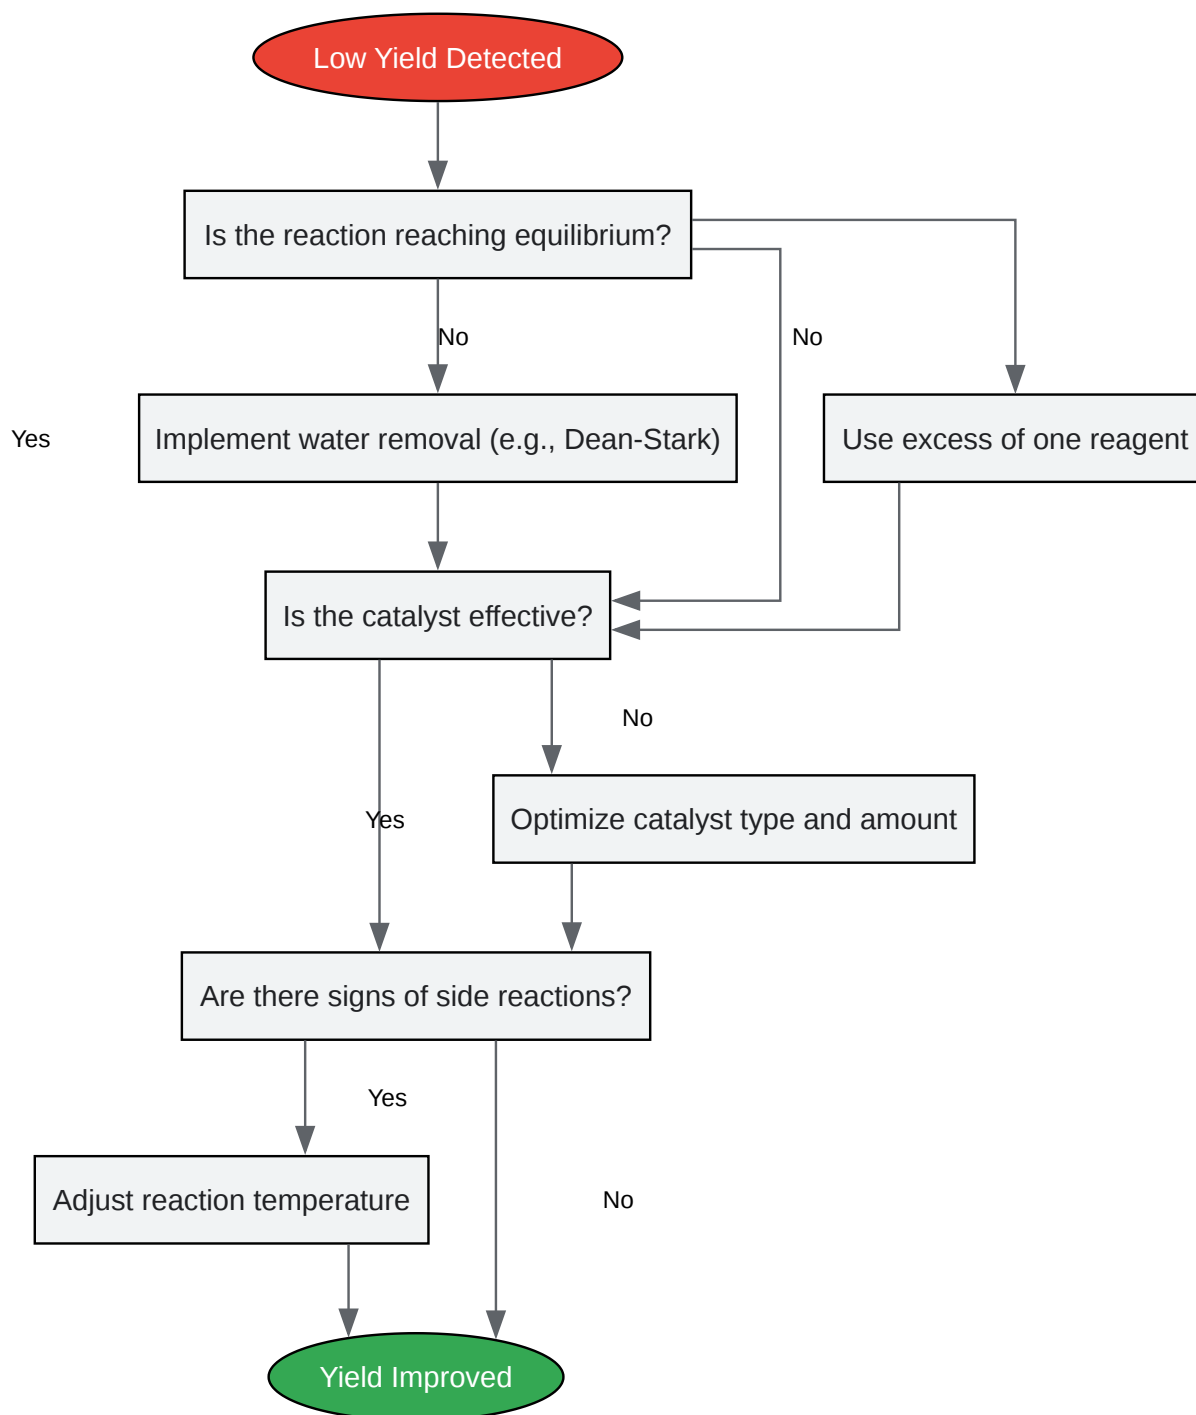 Low Yield Detected
Is the reaction reaching equilibrium?
No
No
Yes
Implement water removal (e.g., Dean-Stark)
Use excess of one reagent
Is the catalyst effective?
No
Yes
Optimize catalyst type and amount
Are there signs of side reactions?
Yes
Adjust reaction temperature
No
Yield Improved